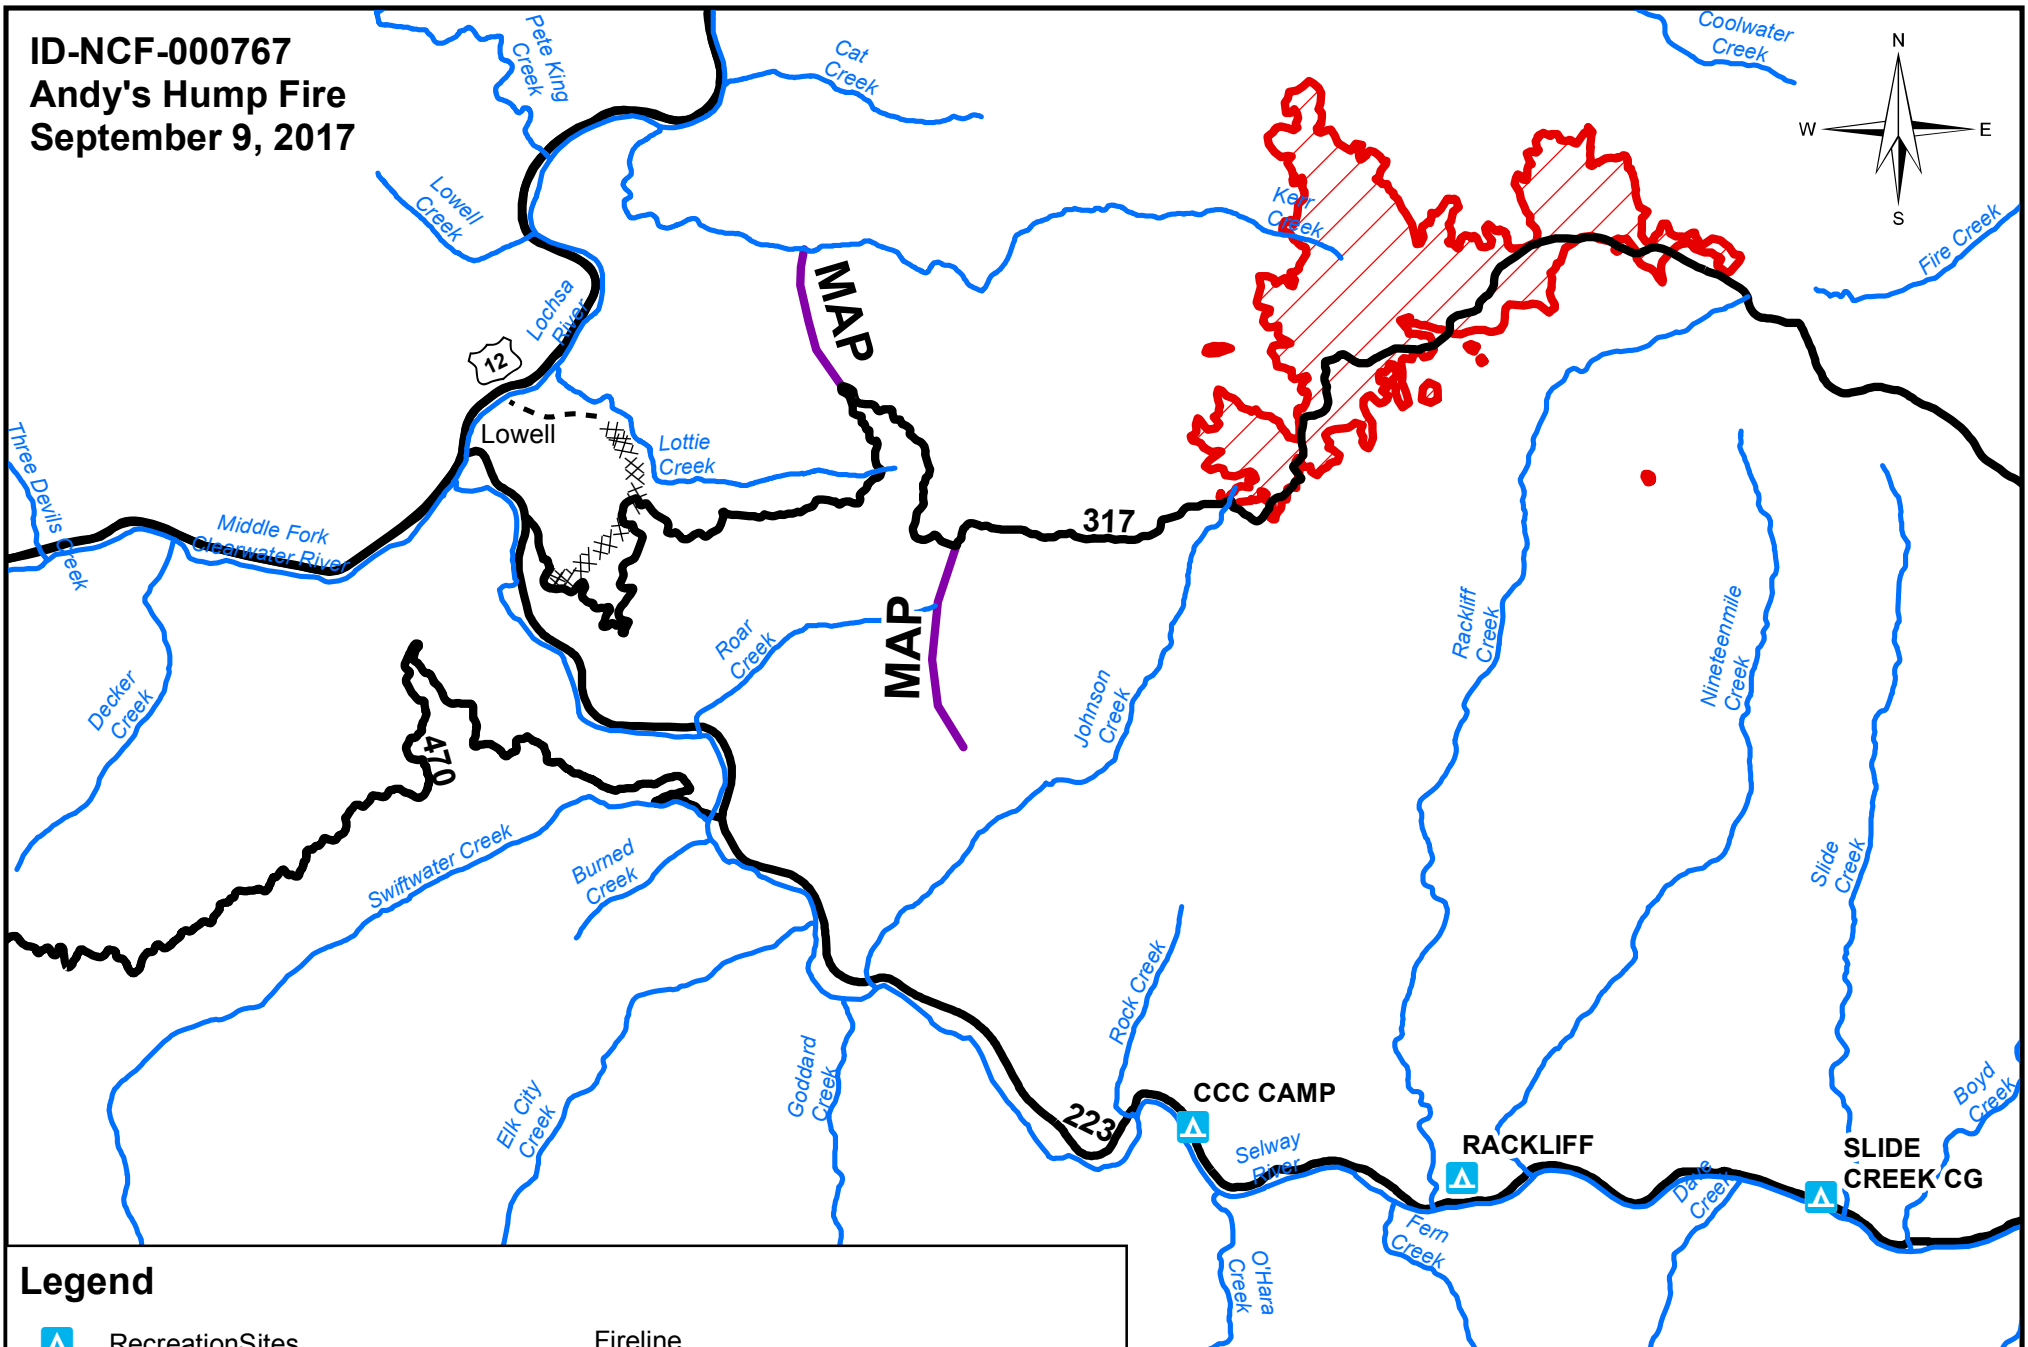 ID-NCF-000767
Andy's Hump Fire
September 9, 2017
Pete King
Creek
Cat
Creek
Coolwater
Creek
N
W
E
S
Lowell
Creek
Kerr
Creek
Fire Creek
Lochsa
River
MAP
12
Lowell
Lottie
Creek
Three Devils Creek
Middle Fork
Clearwater River
317
MAP
Roar
Creek
Rackliff
Creek
Nineteenmile
Creek
Decker
Creek
Johnson
Creek
470
Swiftwater Creek
Burned
Creek
Slide
Creek
Rock Creek
Goddard
Creek
Elk City
Creek
223
CCC CAMP
Selway
River
RACKLIFF
Boyd
Creek
SLIDE
CREEK CG
Dave
Creek
Fern
Creek
O'Hara
Creek
Legend
RecreationSites
Fireline